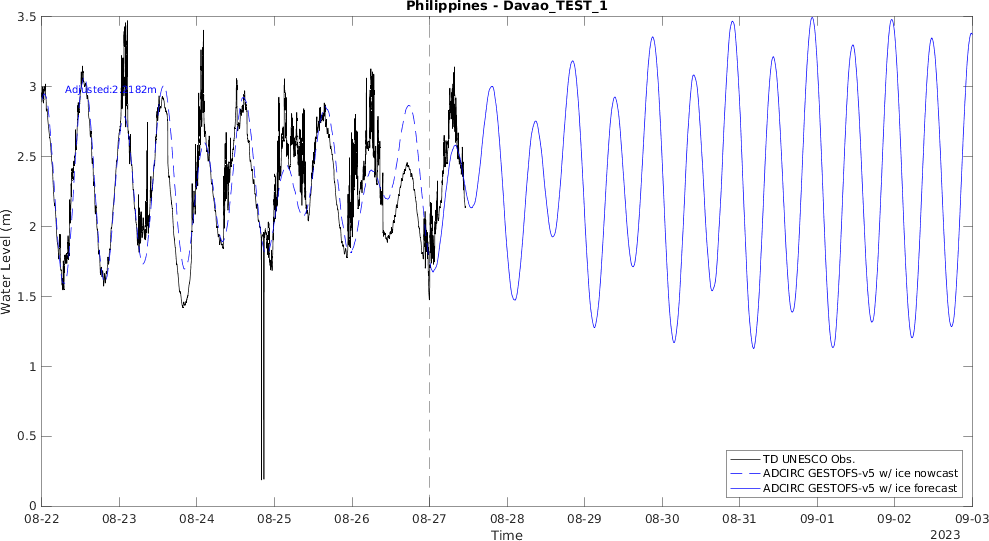 Philippines - Davao_TEST_1
Water Level (m)
3.5
3
2.5
2
1.5
1
0.5
0
TD UNESCO Obs.
ADCIRC GESTOFS-v5 w/ ice nowcast
ADCIRC GESTOFS-v5 w/ ice forecast
08-22 08-23 08-24 08-25 08-26 08-27 08-28 08-29 08-30 08-31 09-01 09-02 09-03
Time
2023